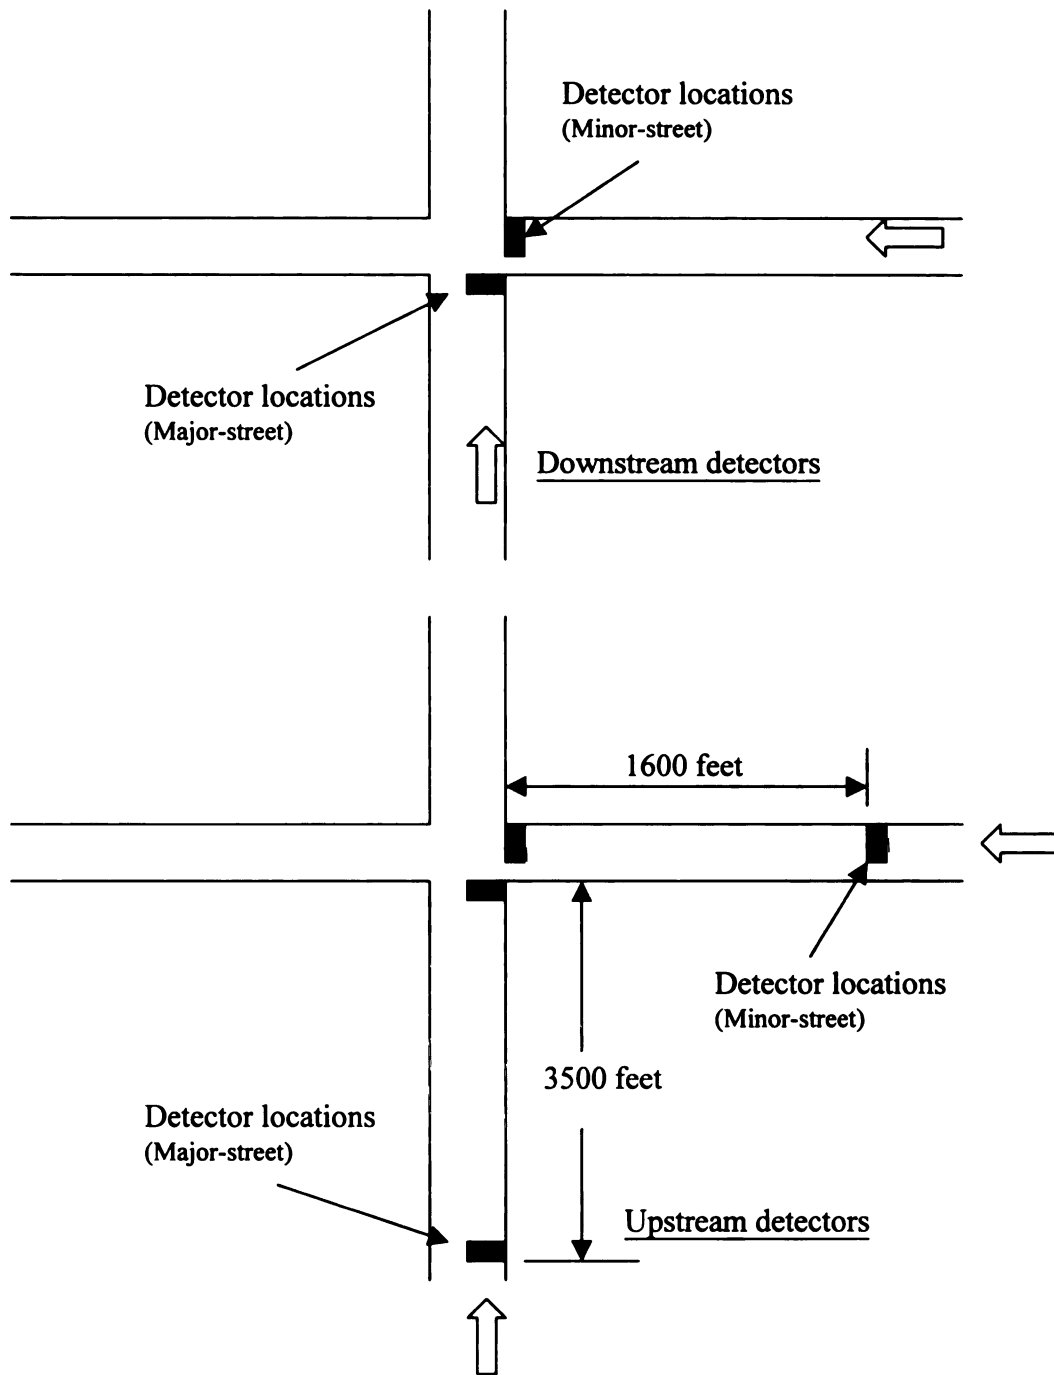 Detector locations
(Minor-street)
Detector locations
(Major-street)
Downstream detectors
1600 feet
Detector locations
(Minor-street)
3500 feet
Detector locations
(Major-street)
Upstream detectors